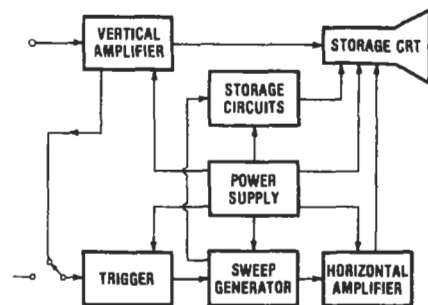 VERTICAL
AMPLIFIER
STORAGE CRT
STORAGE
CIRCUITS
POWER
SUPPLY
TRIGGER
SWEEP
GENERATOR
HORIZONTAL
AMPLIFIER